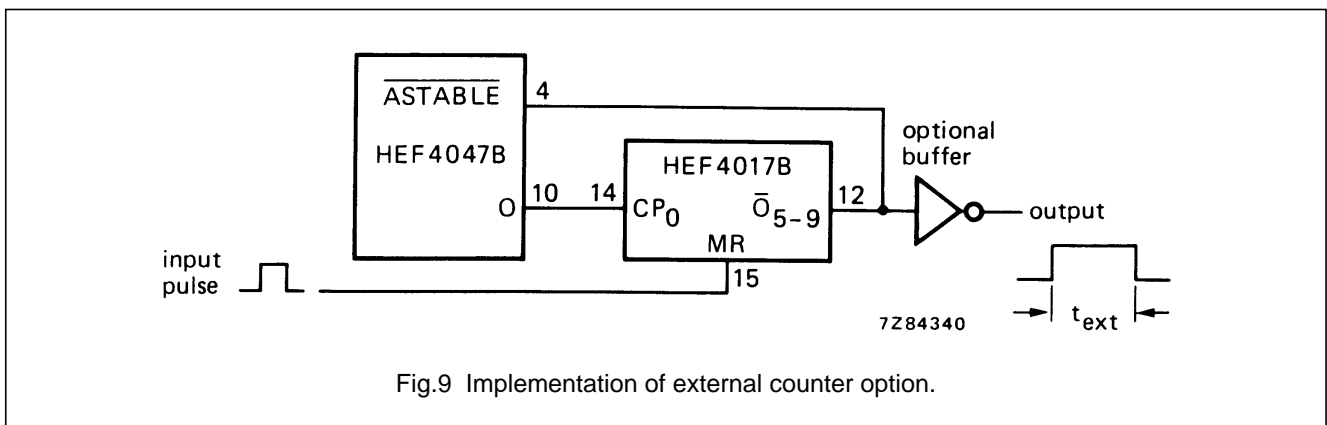 ASTABLE 4
HEF4047B
O 10
14 HEF4017B
CP0 O̅5-9 12
MR
15
optional
buffer
output
input
pulse
7Z84340
text
Fig.9 Implementation of external counter option.